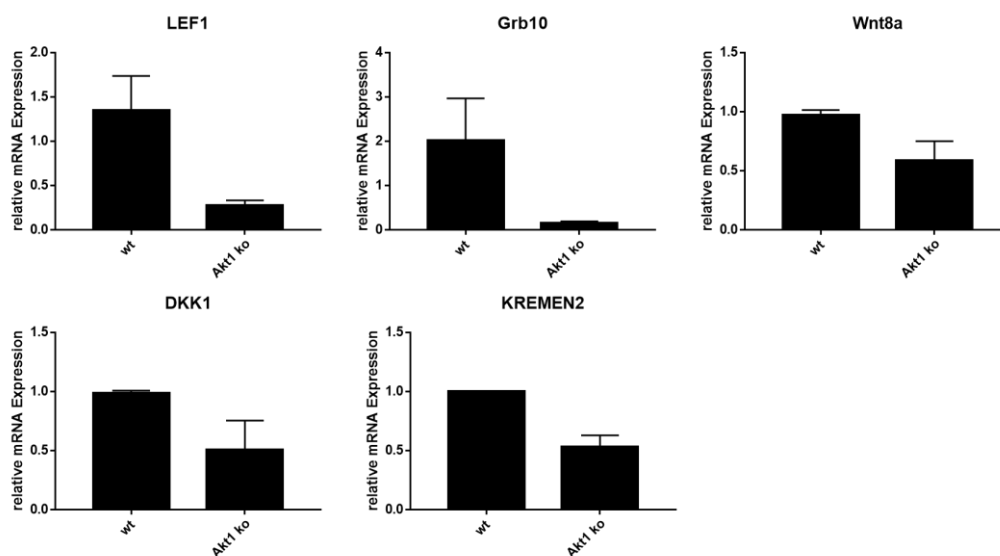 LEF1
relative mRNA Expression
2.0
1.5
1.0
0.5
0.0
wt
Akt1 ko
Grb10
relative mRNA Expression
4
3
2
1
0
wt
Akt1 ko
Wnt8a
relative mRNA Expression
1.5
1.0
0.5
0.0
wt
Akt1 ko
DKK1
relative mRNA Expression
1.5
1.0
0.5
0.0
wt
Akt1 ko
KREMEN2
relative mRNA Expression
1.5
1.0
0.5
0.0
wt
Akt1 ko